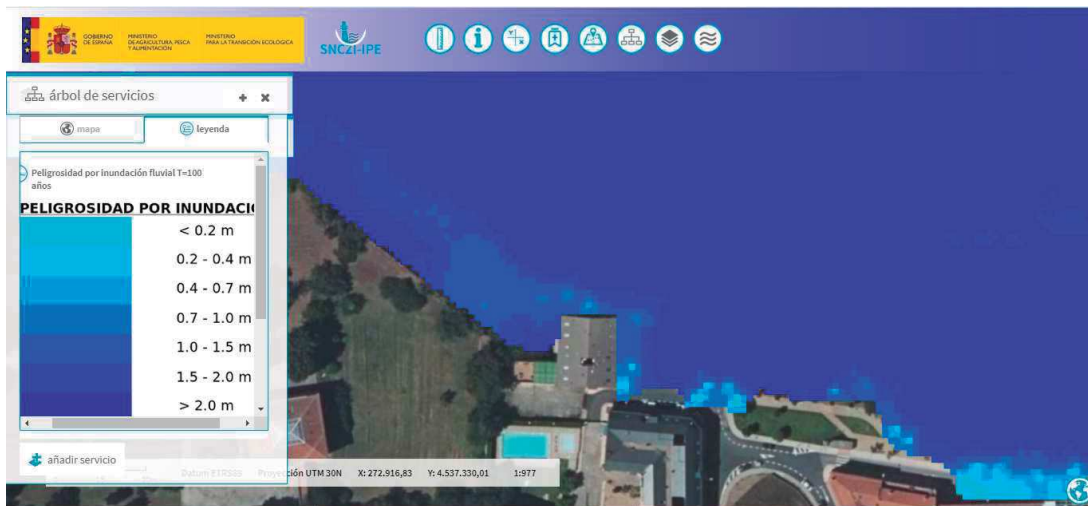 GOBIERNO
DE ESPAÑA
MINISTERIO
DE AGRICULTURA, PESCA
Y ALIMENTACIÓN
MINISTERIO
PARA LA TRANSICIÓN ECOLÓGICA
SNCZI-IPE
árbol de servicios
mapa
leyenda
Peligrosidad por inundación fluvial T=100
años
PELIGROSIDAD POR INUNDACI
< 0.2 m
0.2 - 0.4 m
0.4 - 0.7 m
0.7 - 1.0 m
1.0 - 1.5 m
1.5 - 2.0 m
> 2.0 m
añadir servicio
Datum ETRS89 Proyección UTM 30N X: 272.916,83 Y: 4.537.330,01 1:977